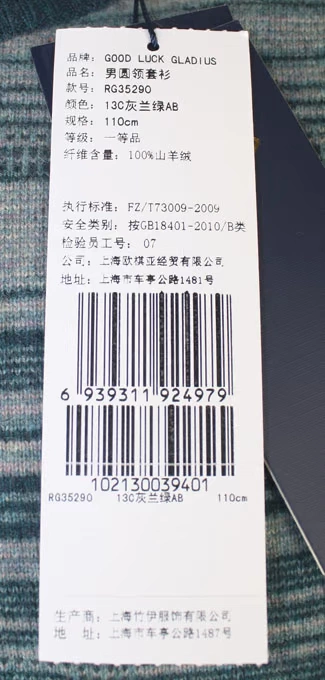 品牌: GOOD LUCK GLADIUS
品名: 男圆领套衫
款号: RG35290
颜色: 13C灰兰绿AB
规格: 110cm
等级: 一等品
纤维含量: 100%山羊绒
执行标准: FZ/T73009-2009
安全类别: 按GB18401-2010/B类
检验员工号: 07
公司: 上海欧棋亚经贸有限公司
地址: 上海市车亭公路1481号
6 939311 924979
102130039401
RG35290 13C灰兰绿AB 110cm
生产商: 上海竹伊服饰有限公司
地 址: 上海市车亭公路1487号